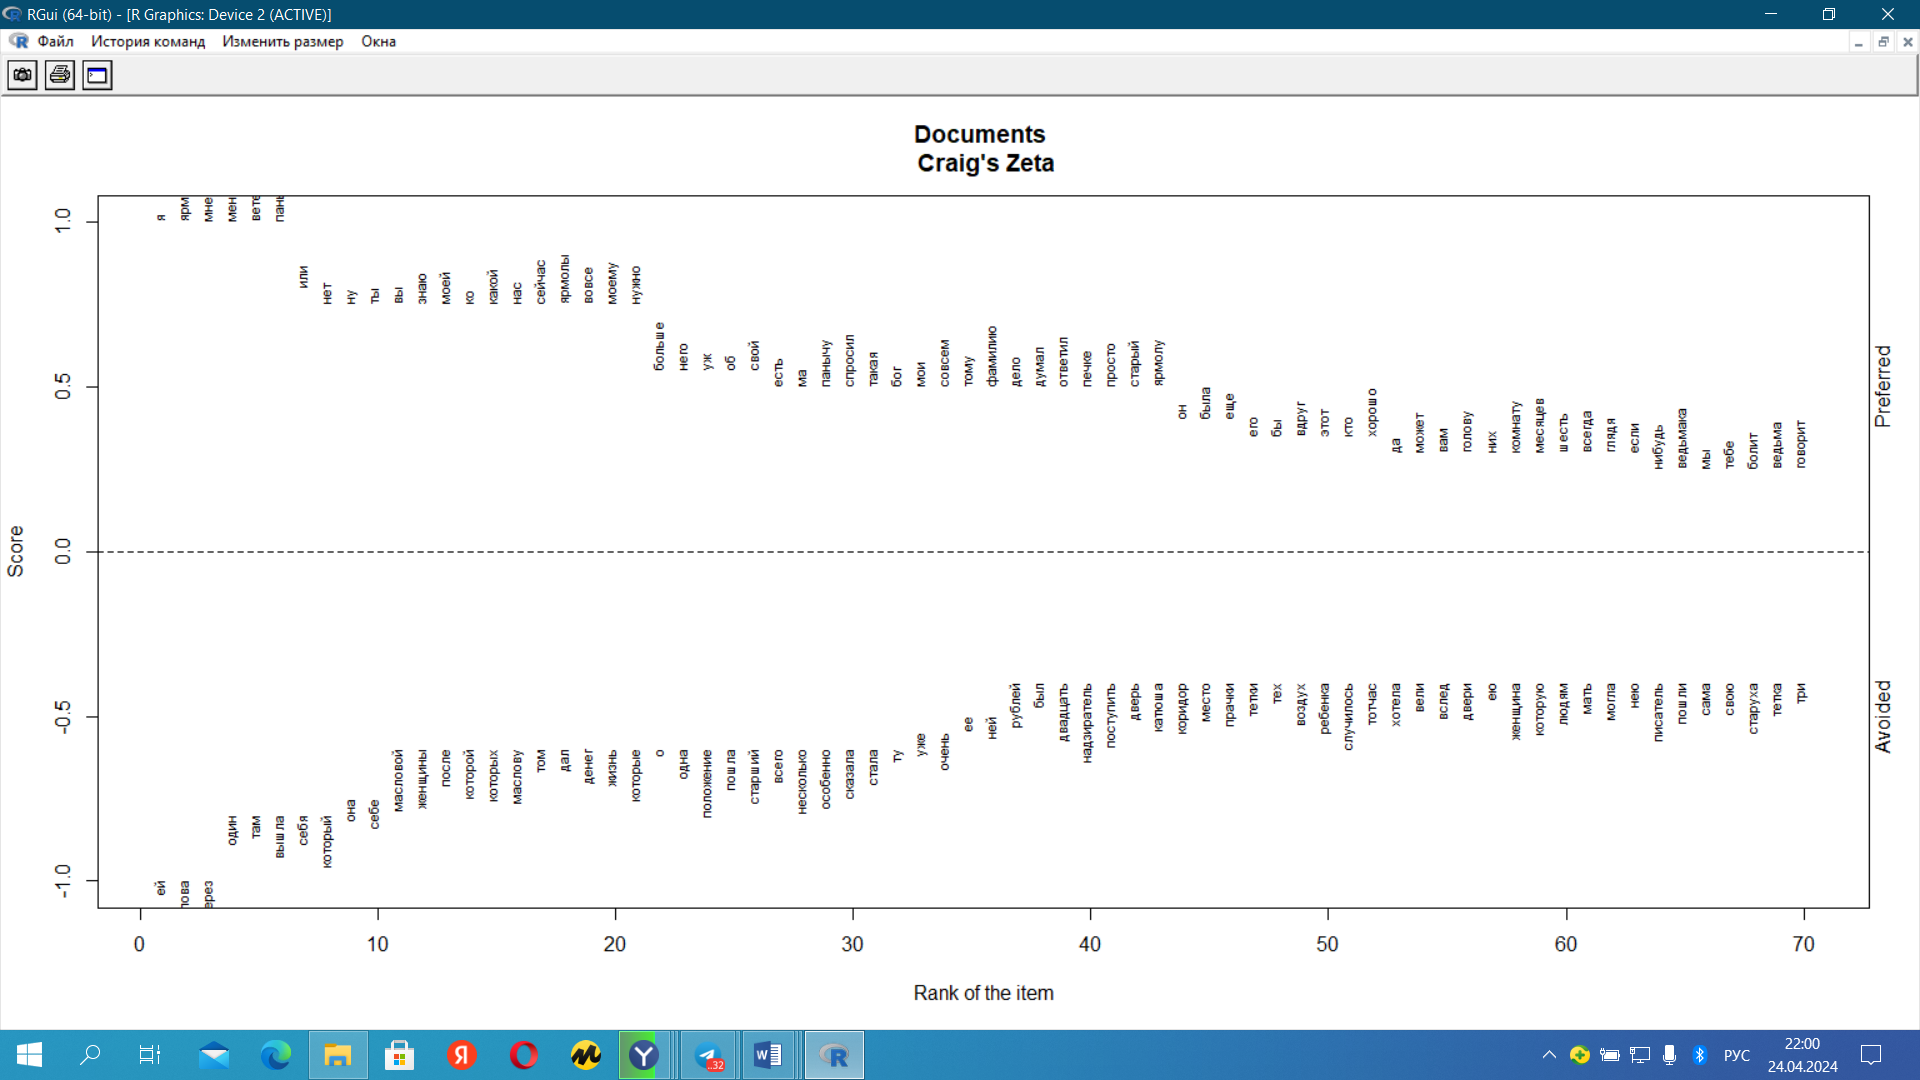 RGui (64-bit) - [R Graphics: Device 2 (ACTIVE)]
Файл История команд Изменить размер Окна
Documents
Craig's Zeta
Score
1.0
0.5
0.0
-0.5
-1.0
я
мне
или
нет
ну
ты
вы
знаю
моей
ко
какой
нас
сейчас
ярмолы
вовсе
моему
нужно
больше
него
уж
об
свой
есть
ма
панычу
спросил
такая
бог
мои
совсем
тому
фамилию
дело
думал
ответил
печке
просто
старый
ярмолу
он
была
еще
его
бы
вдруг
этот
кто
хорошо
да
может
вам
голову
них
комнату
месяцев
шесть
всегда
глядя
если
нибудь
ведьмака
мы
тебе
болит
ведьма
говорит
Preferred
ей
один
там
вышла
себя
который
она
себе
масловой
женщины
после
которой
которых
маслову
том
дал
денег
жизнь
которые
о
одна
положение
пошла
старший
всего
несколько
особенно
сказала
стала
ту
уже
очень
ее
ней
рублей
был
двадцать
надзиратель
поступить
дверь
катюша
коридор
место
прачки
тетки
тех
воздух
ребенка
случилось
тотчас
хотела
вели
вслед
двери
ею
женщина
которую
людям
мать
могла
нею
писатель
пошли
сама
свою
старуха
тетка
три
Avoided
0 10 20 30 40 50 60 70
Rank of the item
32
РУС
22:00
24.04.2024